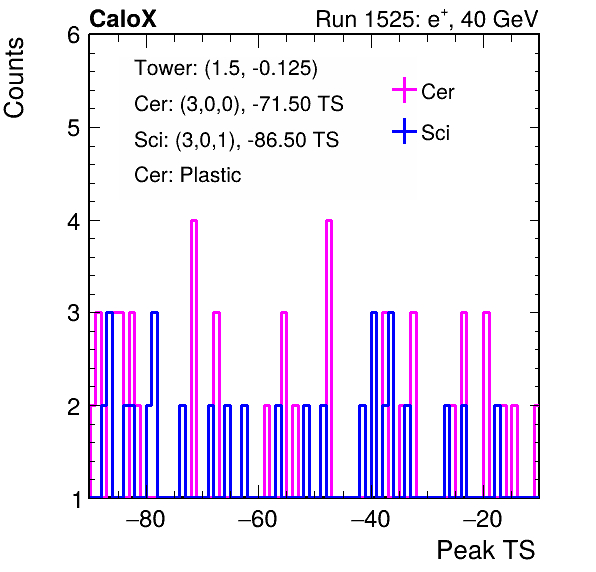 CaloX Run 1525: e⁺, 40 GeV
Counts
6
Tower: (1.5, -0.125)
Cer: (3,0,0), -71.50 TS
Sci: (3,0,1), -86.50 TS
Cer: Plastic
Cer
Sci
5
4
3
2
1
−80 −60 −40 −20
Peak TS